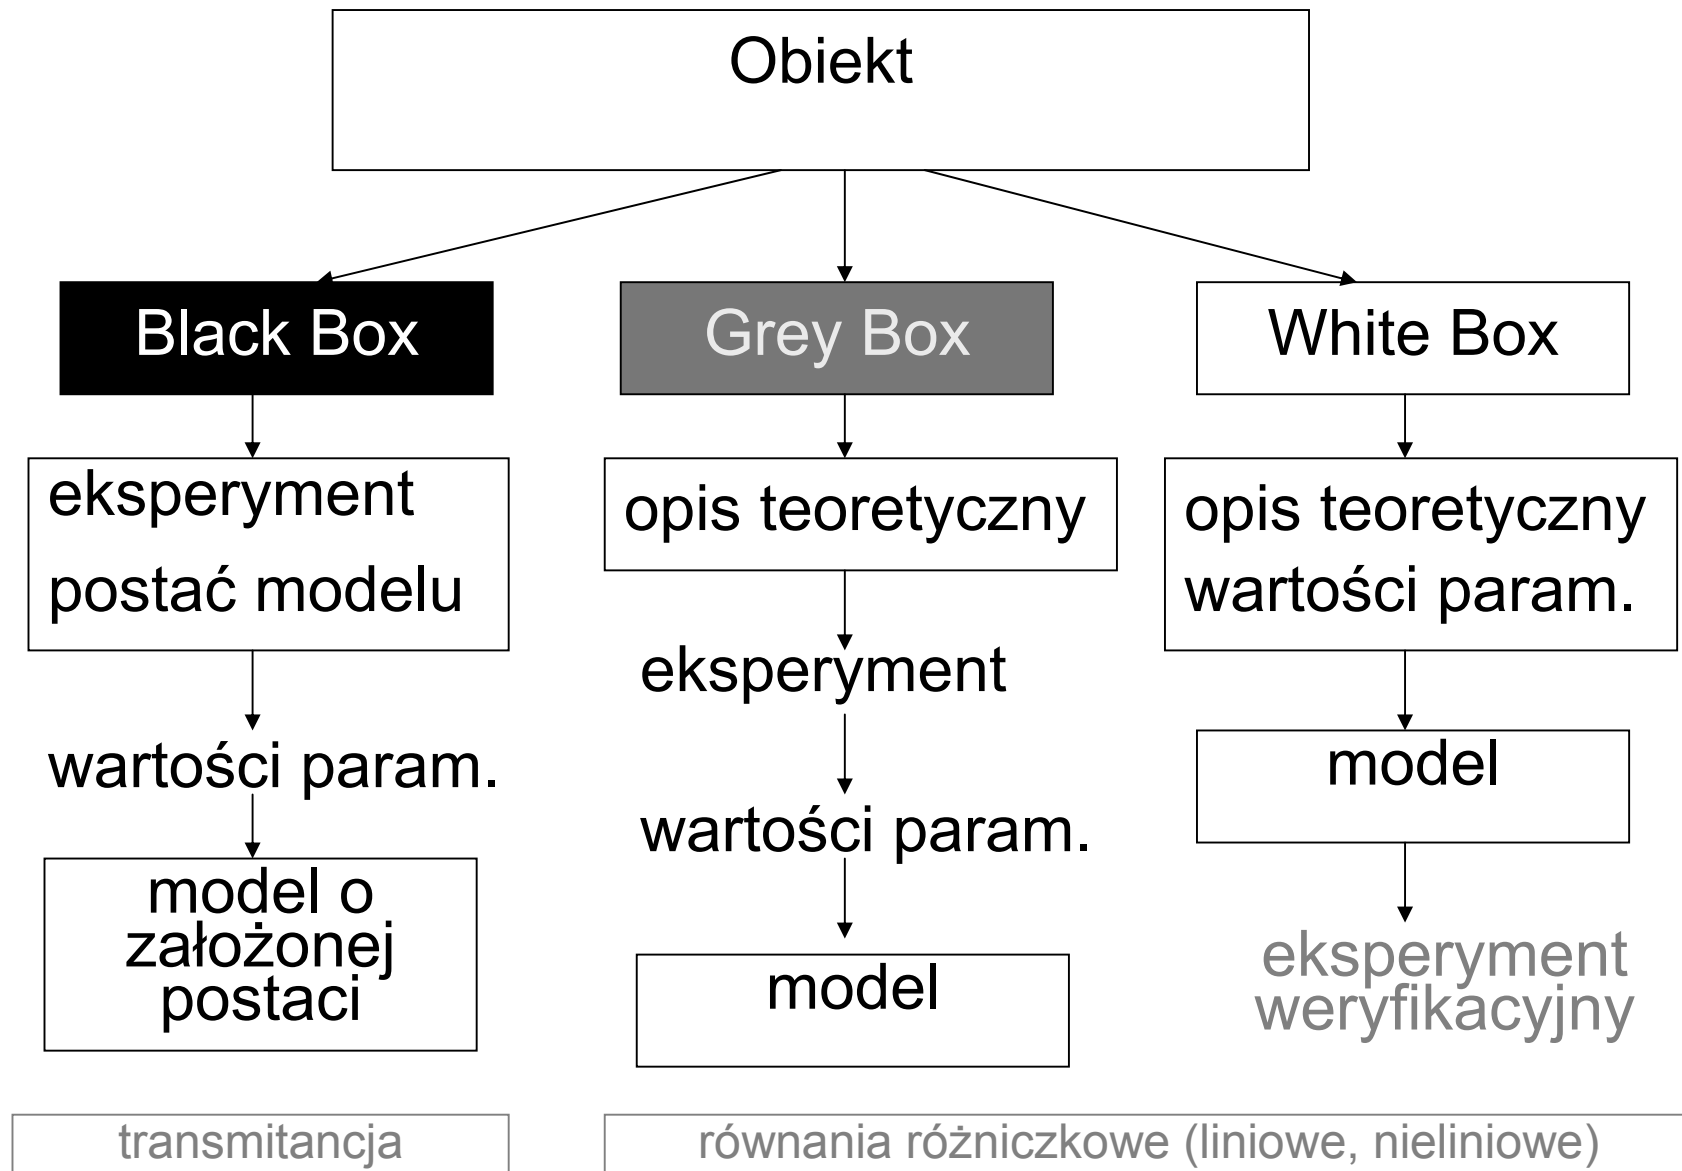 Obiekt
Black Box
Grey Box
White Box
eksperyment
postać modelu
opis teoretyczny
opis teoretyczny
wartości param.
eksperyment
wartości param.
model
wartości param.
model o
założonej
postaci
model
eksperyment
weryfikacyjny
transmitancja
równania różniczkowe (liniowe, nieliniowe)